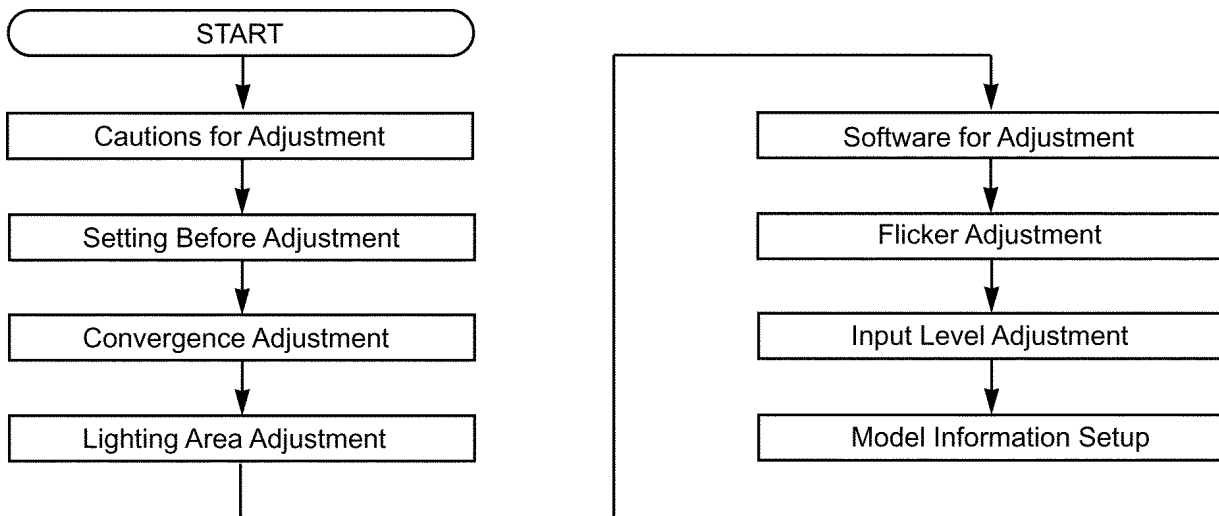 START
Cautions for Adjustment
Setting Before Adjustment
Convergence Adjustment
Lighting Area Adjustment
Software for Adjustment
Flicker Adjustment
Input Level Adjustment
Model Information Setup